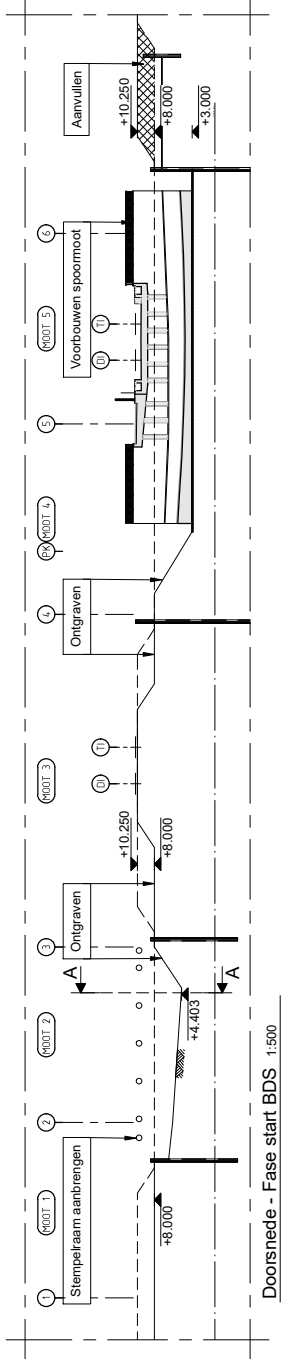 1
MOOT 1
2
MOOT 2
3
MOOT 3
4
PK
MOOT 4
5
MOOT 5
6
Stempelraam aanbrengen
Ontgraven
Ontgraven
Voorbouwen spoormoot
Aanvullen
DI
TI
DI
TI
A
A
+8.000
+4.403
+10.250
+8.000
+10.250
+8.000
+3.000
Doorsnede - Fase start BDS 1:500